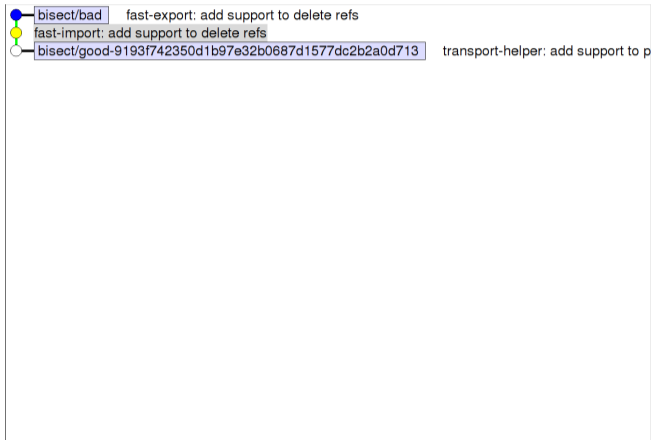 bisect/bad fast-export: add support to delete refs
fast-import: add support to delete refs
bisect/good-9193f742350d1b97e32b0687d1577dc2b2a0d713 transport-helper: add support to p